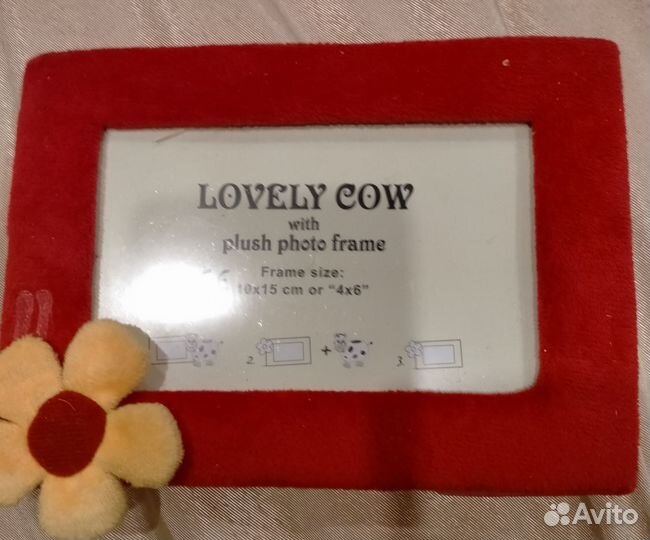 LOVELY COW
with
plush photo frame
Frame size:
10x15 cm or "4x6"
2. + 3.
Avito